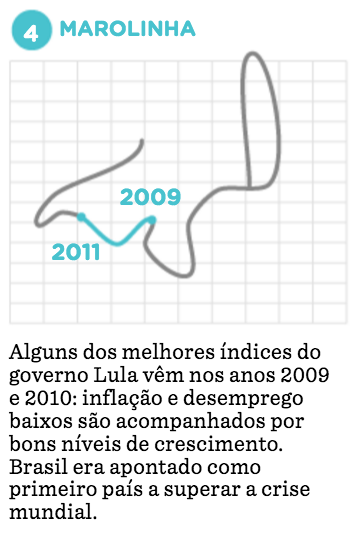 4 MAROLINHA
2009
2011
Alguns dos melhores índices do
governo Lula vêm nos anos 2009
e 2010: inflação e desemprego
baixos são acompanhados por
bons níveis de crescimento.
Brasil era apontado como
primeiro país a superar a crise
mundial.